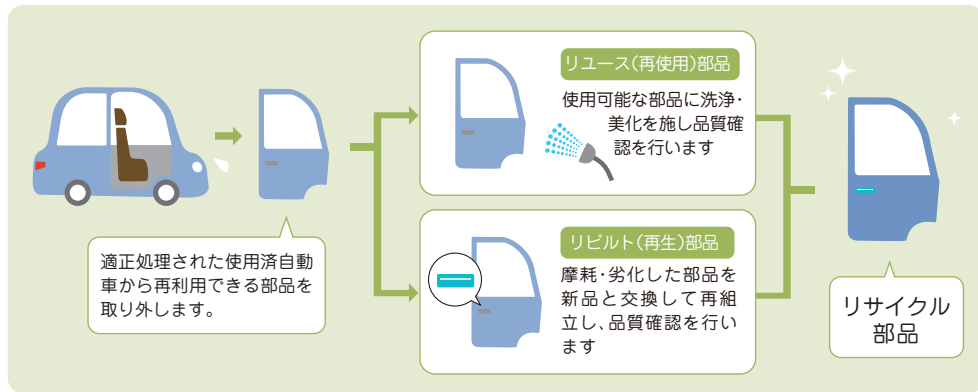 適正処理された使用済自動
車から再利用できる部品を
取り外します。
リユース(再使用)部品
使用可能な部品に洗浄・
美化を施し品質確
認を行います
リビルト(再生)部品
摩耗・劣化した部品を
新品と交換して再組
立し、品質確認を行い
ます
リサイクル
部品